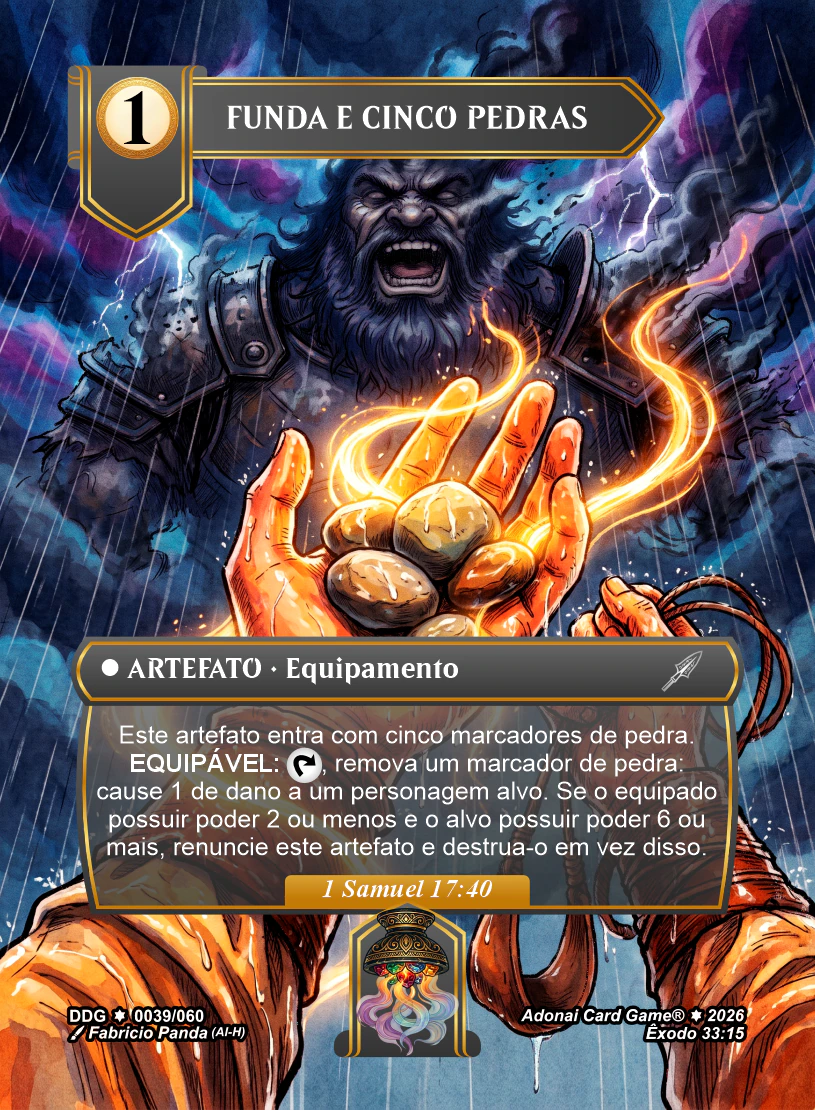 1
FUNDA E CINCO PEDRAS
ARTEFATO · Equipamento
Este artefato entra com cinco marcadores de pedra.
EQUIPÁVEL: , remova um marcador de pedra:
cause 1 de dano a um personagem alvo. Se o equipado
possuir poder 2 ou menos e o alvo possuir poder 6 ou
mais, renuncie este artefato e destrua-o em vez disso.
1 Samuel 17:40
DDG ✶ 0039/060
Fabricio Panda (AI-H)
Adonai Card Game® ✶ 2026
Êxodo 33:15